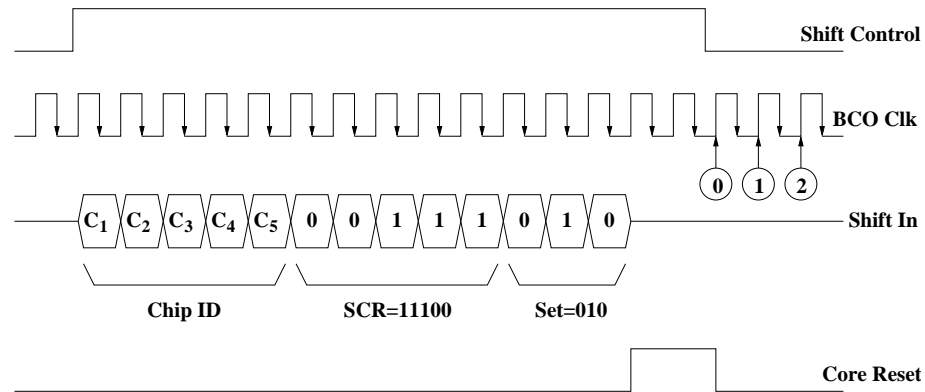 Shift Control
BCO Clk
0 1 2
C1 C2 C3 C4 C5 0 0 1 1 1 0 1 0
Shift In
Chip ID
SCR=11100
Set=010
Core Reset